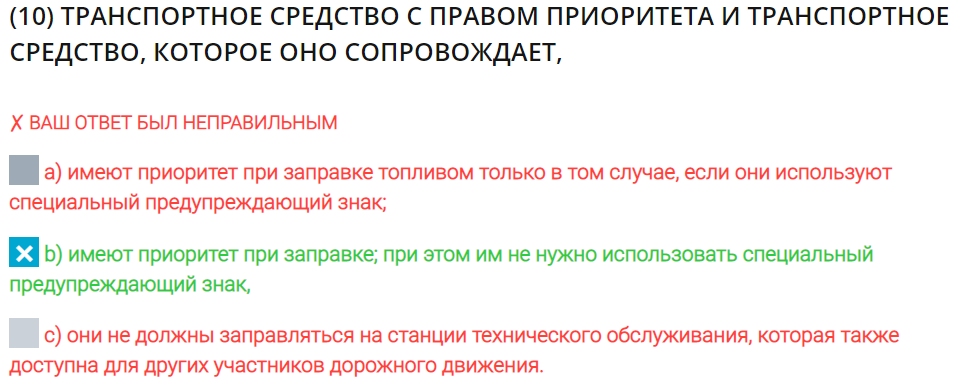 (10) ТРАНСПОРТНОЕ СРЕДСТВО С ПРАВОМ ПРИОРИТЕТА И ТРАНСПОРТНОЕ
СРЕДСТВО, КОТОРОЕ ОНО СОПРОВОЖДАЕТ,
✗ ВАШ ОТВЕТ БЫЛ НЕПРАВИЛЬНЫМ
a) имеют приоритет при заправке топливом только в том случае, если они используют
специальный предупреждающий знак;
b) имеют приоритет при заправке; при этом им не нужно использовать специальный
предупреждающий знак,
c) они не должны заправляться на станции технического обслуживания, которая также
доступна для других участников дорожного движения.